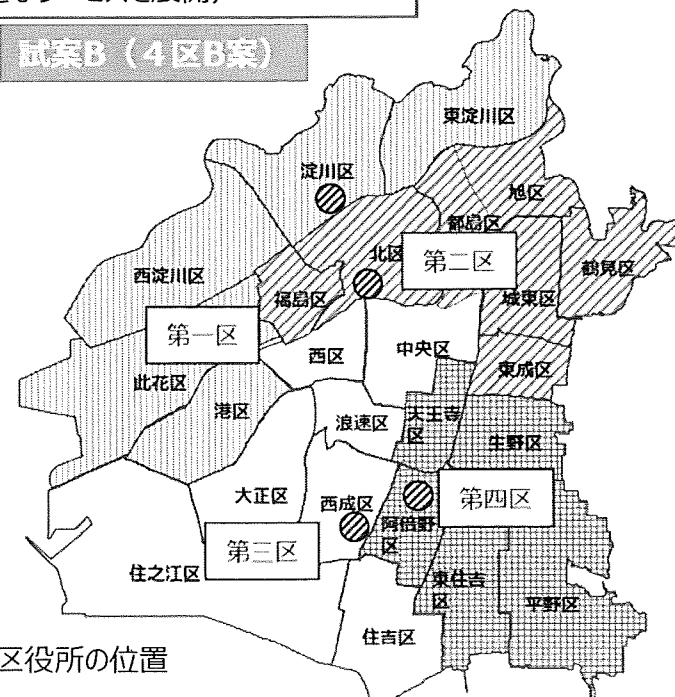 試案B（4区B案）
東淀川区
淀川区
旭区
都島区
北区
第二区
鶴見区
西淀川区
福島区
城東区
第一区
西区
中央区
東成区
此花区
港区
天王寺
区
浪速区
生野区
大正区
西成区
第四区
阿倍野
区
第三区
住之江区
東住吉
区
平野区
住吉区
区役所の位置